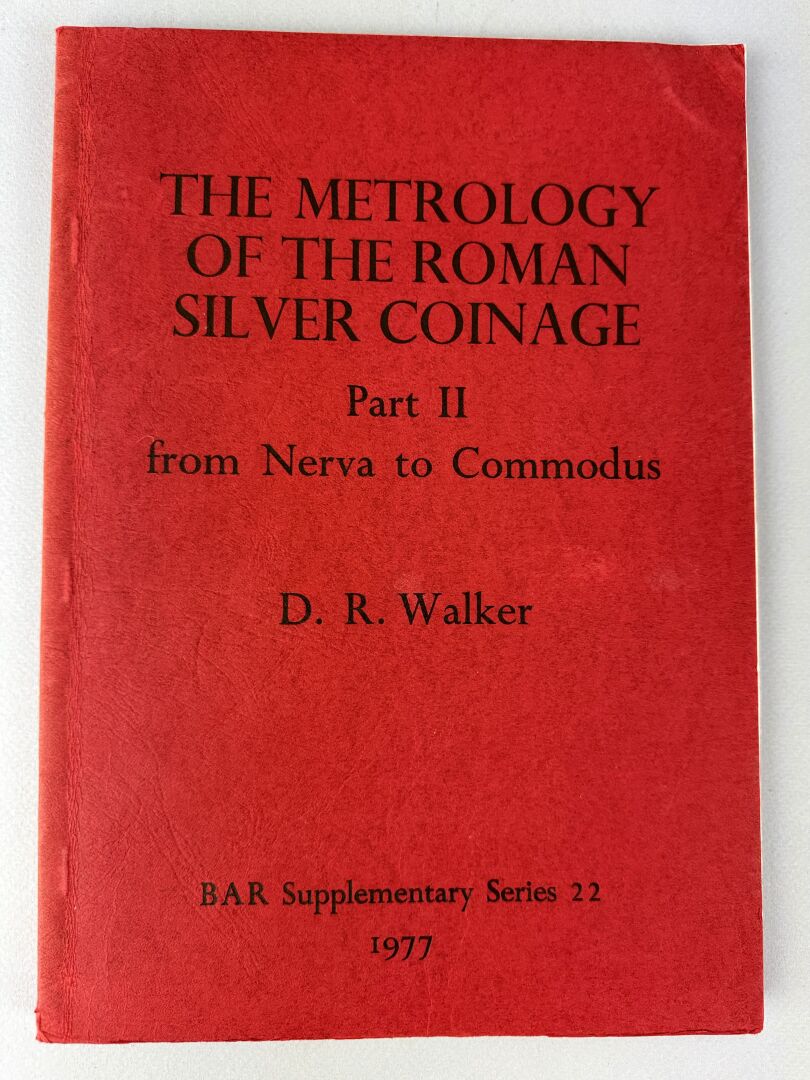 THE METROLOGY
OF THE ROMAN
SILVER COINAGE
Part II
from Nerva to Commodus
D. R. Walker
BAR Supplementary Series 22
1977